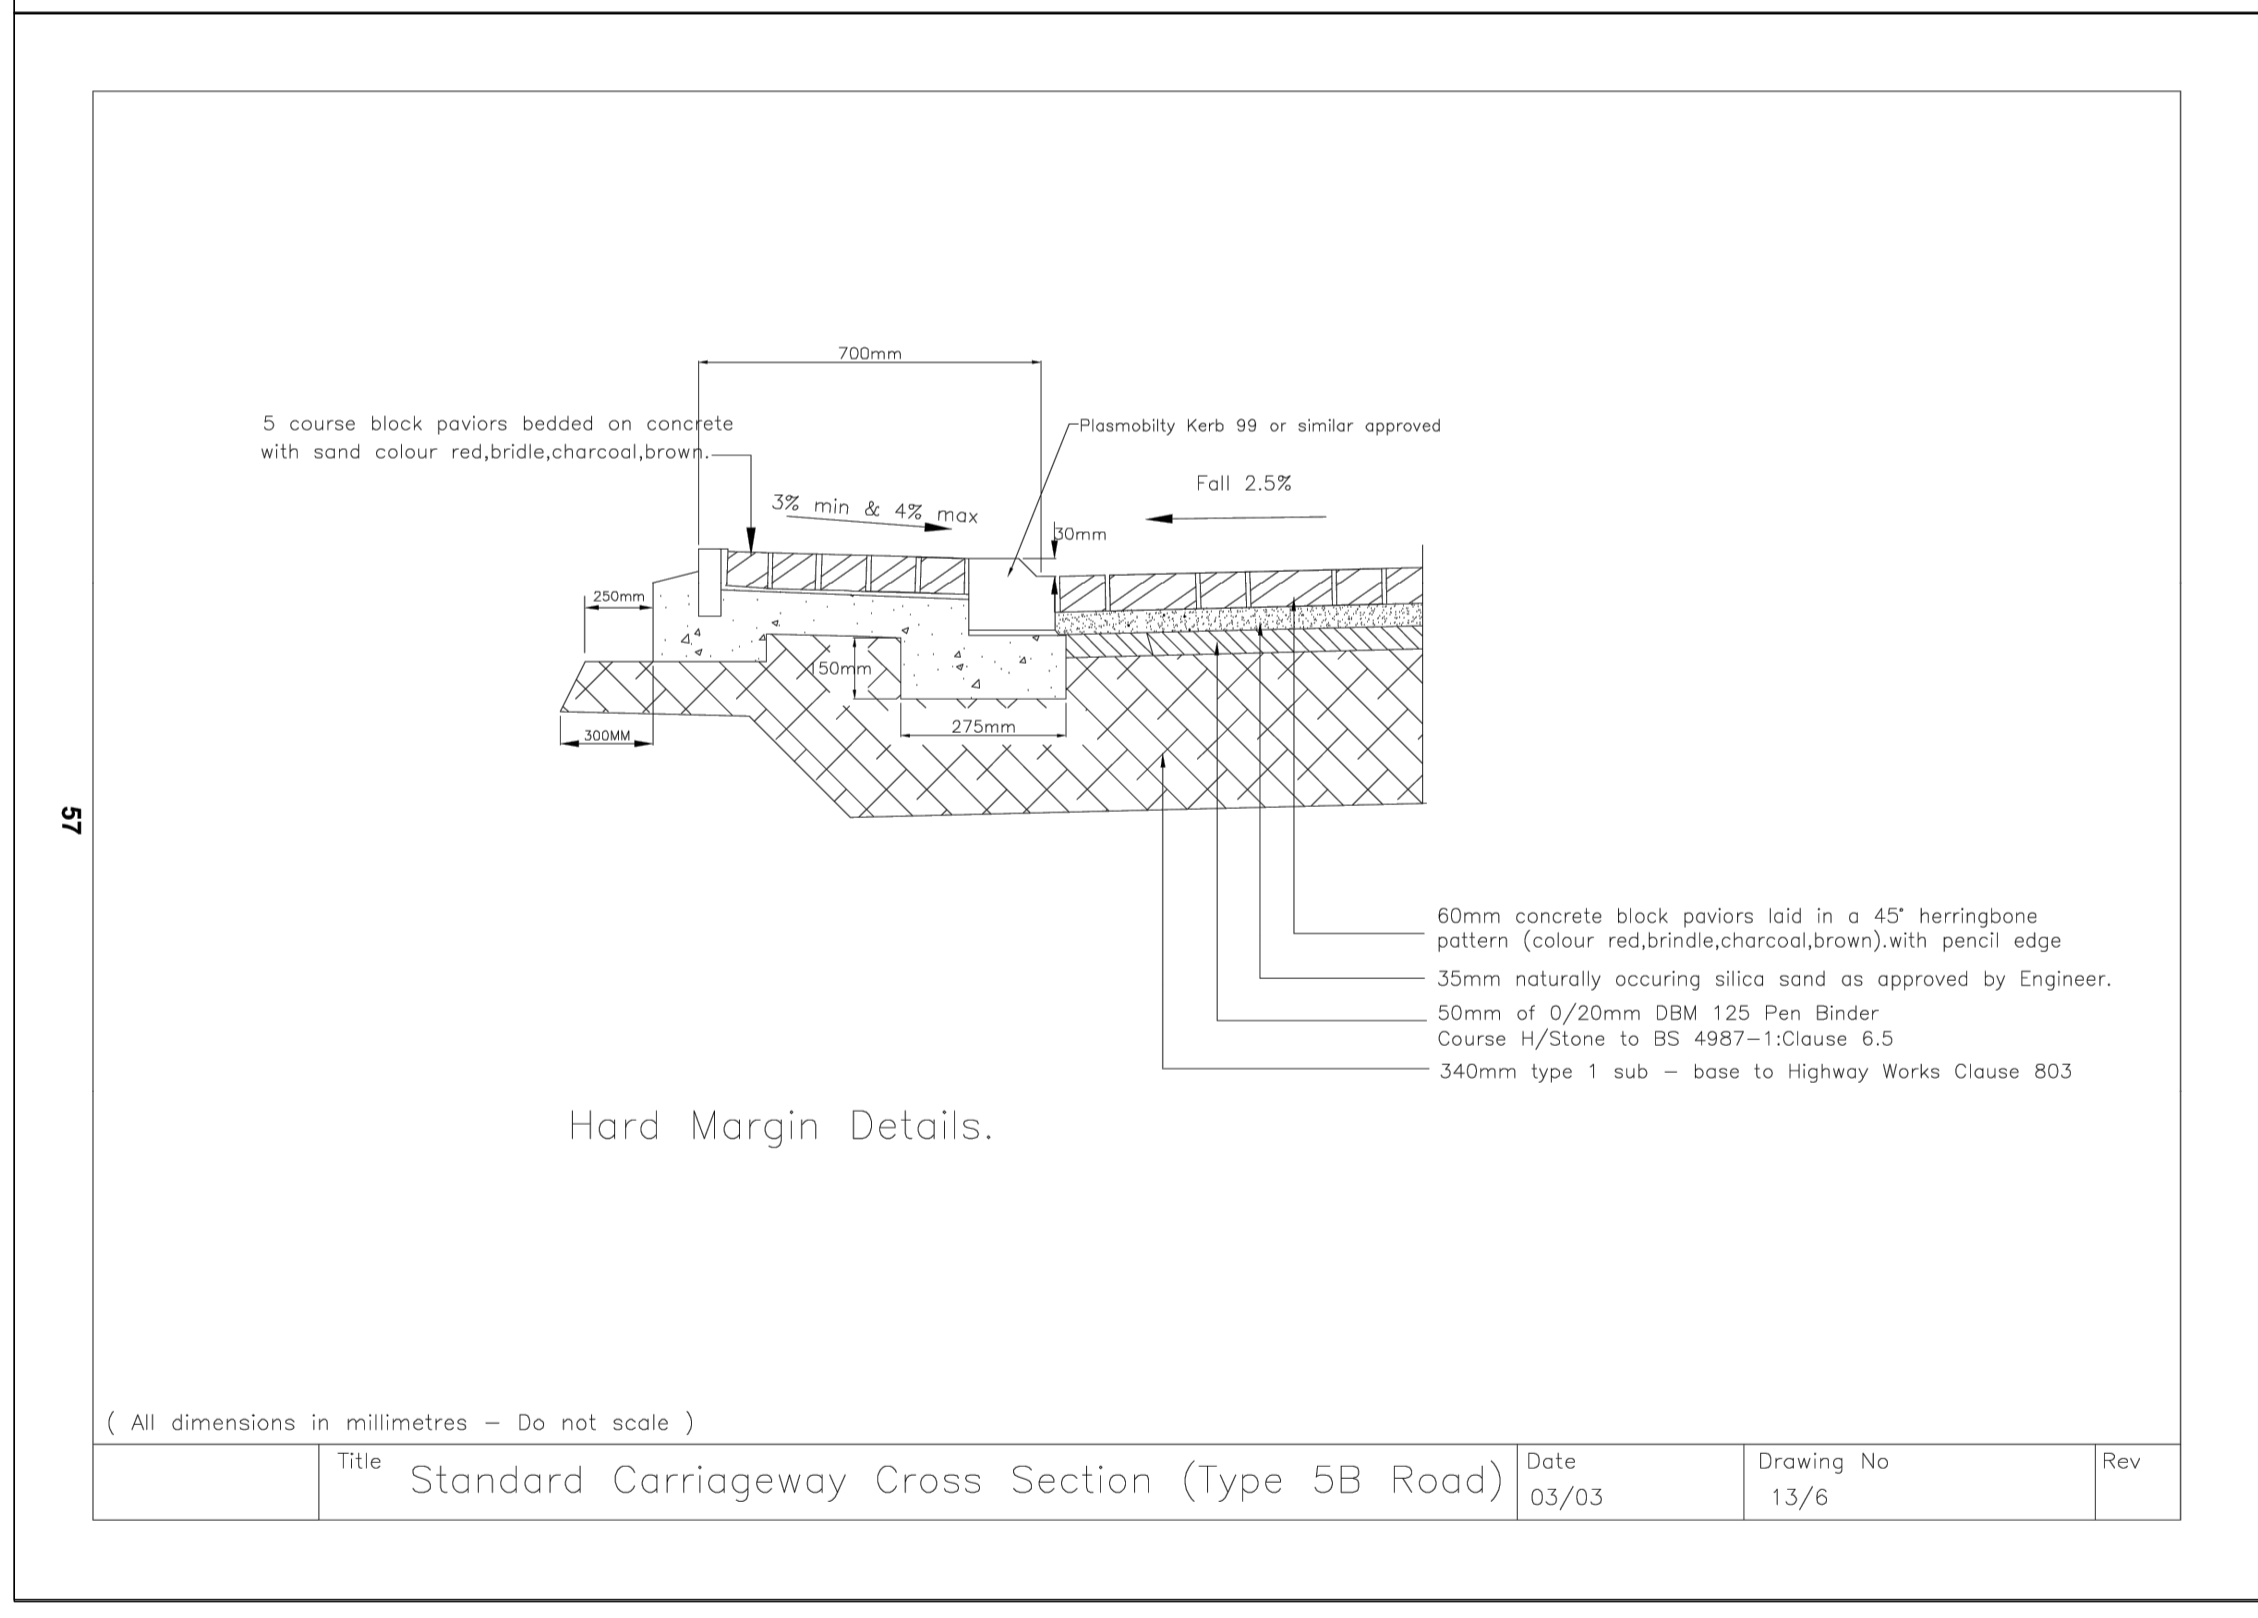 700mm
5 course block paviors bedded on concrete
with sand colour red,bridle,charcoal,brown.
Plasmobilty Kerb 99 or similar approved
Fall 2.5%
3% min & 4% max
30mm
250mm
150mm
275mm
300MM
57
60mm concrete block paviors laid in a 45° herringbone
pattern (colour red,brindle,charcoal,brown).with pencil edge
35mm naturally occuring silica sand as approved by Engineer.
50mm of 0/20mm DBM 125 Pen Binder
Course H/Stone to BS 4987-1:Clause 6.5
340mm type 1 sub - base to Highway Works Clause 803
Hard Margin Details.
( All dimensions in millimetres - Do not scale )
Title
Standard Carriageway Cross Section (Type 5B Road)
Date
03/03
Drawing No
13/6
Rev